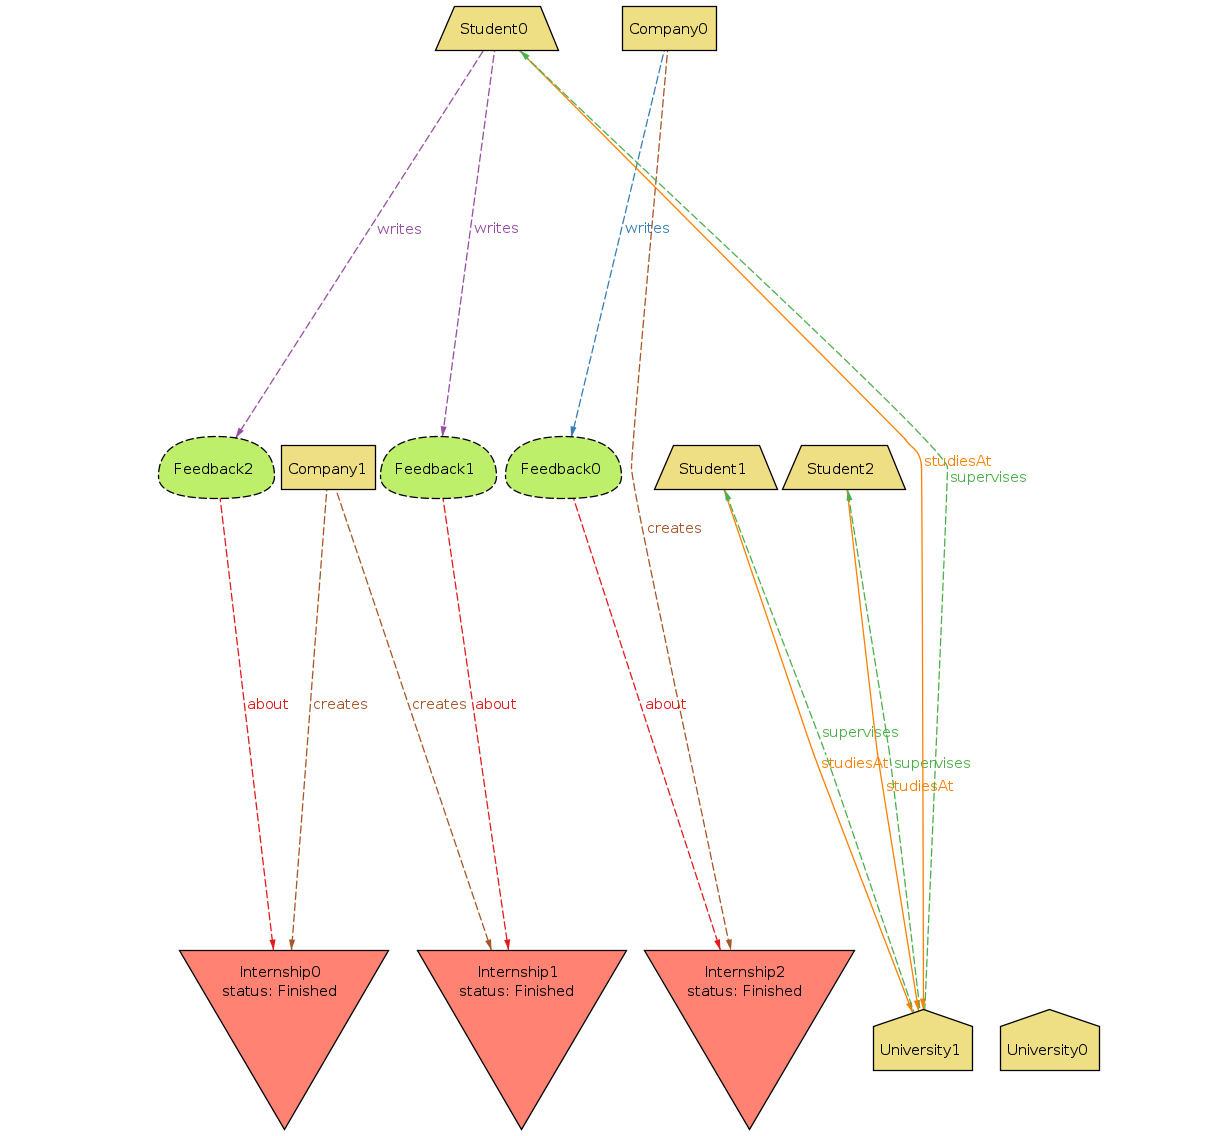 Student0
Company0
writes
writes
writes
studiesAt
supervises
Feedback2
Company1
Feedback1
Feedback0
Student1
Student2
creates
about
creates
creates
about
about
supervises
studiesAt
supervises
studiesAt
Internship0
status: Finished
Internship1
status: Finished
Internship2
status: Finished
University1
University0